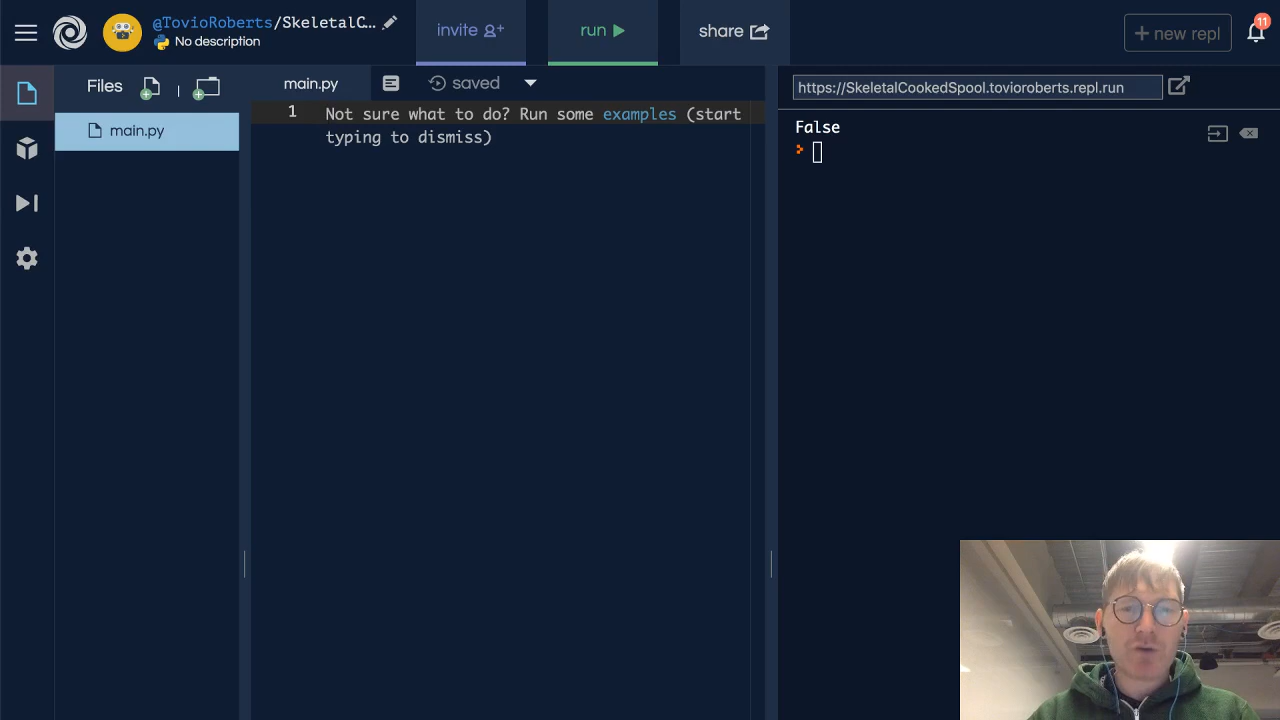 @TovioRoberts/SkeletalC...
No description
invite
run
share
+ new repl
11
Files
main.py
saved
https://SkeletalCookedSpool.tovioroberts.repl.run
main.py
1 Not sure what to do? Run some examples (start
typing to dismiss)
False